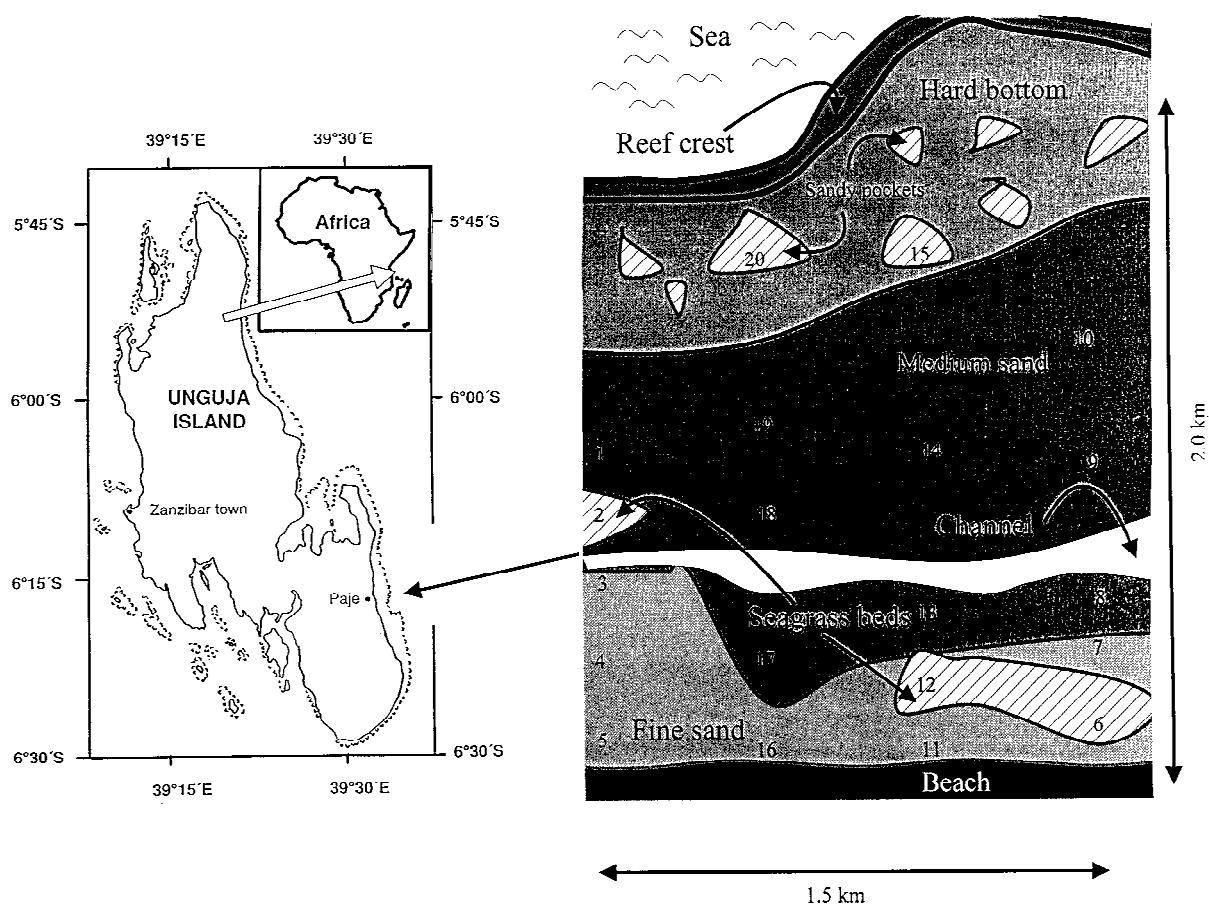 39°15´E
39°30´E
5°45´S
5°45´S
Africa
6°00´S
6°00´S
UNGUJA
ISLAND
Zanzibar town
6°15´S
Paje
6°30´S
6°30´S
39°15´E
39°30´E
Sea
Hard bottom
Reef crest
Sandy pockets
20
15
10
Medium sand
19
14
1
9
2
18
Channel
3
8
Seagrass beds
13
7
4
17
12
6
Fine sand
5
16
11
Beach
2.0 km
1.5 km